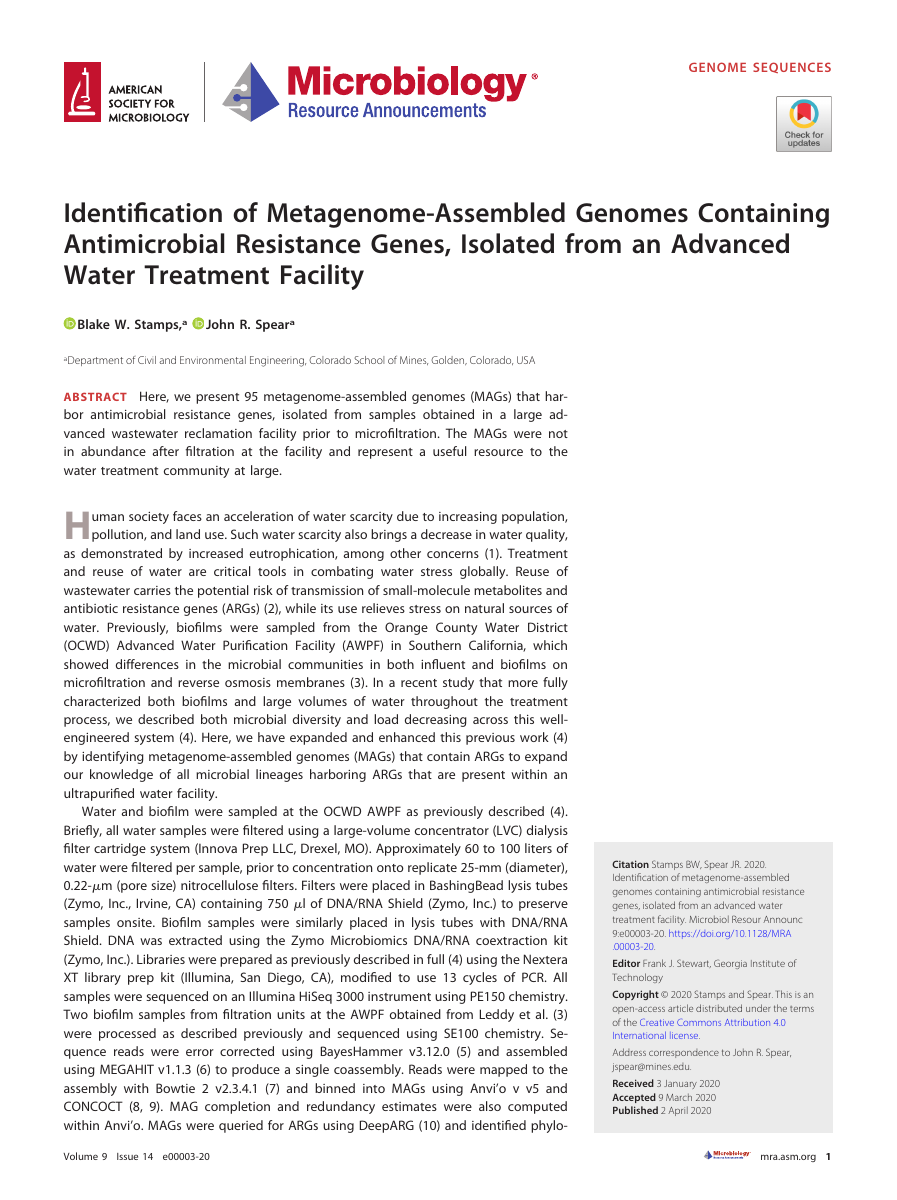 AMERICAN
SOCIETY FOR
MICROBIOLOGY
Microbiology®
Resource Announcements
GENOME SEQUENCES
Check for
updates
Identification of Metagenome-Assembled Genomes Containing
Antimicrobial Resistance Genes, Isolated from an Advanced
Water Treatment Facility
iD Blake W. Stamps,ᵃ iD John R. Spearᵃ
ᵃDepartment of Civil and Environmental Engineering, Colorado School of Mines, Golden, Colorado, USA
ABSTRACT Here, we present 95 metagenome-assembled genomes (MAGs) that har-
bor antimicrobial resistance genes, isolated from samples obtained in a large ad-
vanced wastewater reclamation facility prior to microfiltration. The MAGs were not
in abundance after filtration at the facility and represent a useful resource to the
water treatment community at large.
Human society faces an acceleration of water scarcity due to increasing population,
pollution, and land use. Such water scarcity also brings a decrease in water quality,
as demonstrated by increased eutrophication, among other concerns (1). Treatment
and reuse of water are critical tools in combating water stress globally. Reuse of
wastewater carries the potential risk of transmission of small-molecule metabolites and
antibiotic resistance genes (ARGs) (2), while its use relieves stress on natural sources of
water. Previously, biofilms were sampled from the Orange County Water District
(OCWD) Advanced Water Purification Facility (AWPF) in Southern California, which
showed differences in the microbial communities in both influent and biofilms on
microfiltration and reverse osmosis membranes (3). In a recent study that more fully
characterized both biofilms and large volumes of water throughout the treatment
process, we described both microbial diversity and load decreasing across this well-
engineered system (4). Here, we have expanded and enhanced this previous work (4)
by identifying metagenome-assembled genomes (MAGs) that contain ARGs to expand
our knowledge of all microbial lineages harboring ARGs that are present within an
ultrapurified water facility.
Water and biofilm were sampled at the OCWD AWPF as previously described (4).
Briefly, all water samples were filtered using a large-volume concentrator (LVC) dialysis
filter cartridge system (Innova Prep LLC, Drexel, MO). Approximately 60 to 100 liters of
water were filtered per sample, prior to concentration onto replicate 25-mm (diameter),
0.22-μm (pore size) nitrocellulose filters. Filters were placed in BashingBead lysis tubes
(Zymo, Inc., Irvine, CA) containing 750 μl of DNA/RNA Shield (Zymo, Inc.) to preserve
samples onsite. Biofilm samples were similarly placed in lysis tubes with DNA/RNA
Shield. DNA was extracted using the Zymo Microbiomics DNA/RNA coextraction kit
(Zymo, Inc.). Libraries were prepared as previously described in full (4) using the Nextera
XT library prep kit (Illumina, San Diego, CA), modified to use 13 cycles of PCR. All
samples were sequenced on an Illumina HiSeq 3000 instrument using PE150 chemistry.
Two biofilm samples from filtration units at the AWPF obtained from Leddy et al. (3)
were processed as described previously and sequenced using SE100 chemistry. Se-
quence reads were error corrected using BayesHammer v3.12.0 (5) and assembled
using MEGAHIT v1.1.3 (6) to produce a single coassembly. Reads were mapped to the
assembly with Bowtie 2 v2.3.4.1 (7) and binned into MAGs using Anvi'o v v5 and
CONCOCT (8, 9). MAG completion and redundancy estimates were also computed
within Anvi'o. MAGs were queried for ARGs using DeepARG (10) and identified phylo-
Citation Stamps BW, Spear JR. 2020.
Identification of metagenome-assembled
genomes containing antimicrobial resistance
genes, isolated from an advanced water
treatment facility. Microbiol Resour Announc
9:e00003-20. https://doi.org/10.1128/MRA
.00003-20.
Editor Frank J. Stewart, Georgia Institute of
Technology
Copyright © 2020 Stamps and Spear. This is an
open-access article distributed under the terms
of the Creative Commons Attribution 4.0
International license.
Address correspondence to John R. Spear,
jspear@mines.edu.
Received 3 January 2020
Accepted 9 March 2020
Published 2 April 2020
Volume 9 Issue 14 e00003-20
Microbiology
Resource Announcements
mra.asm.org 1